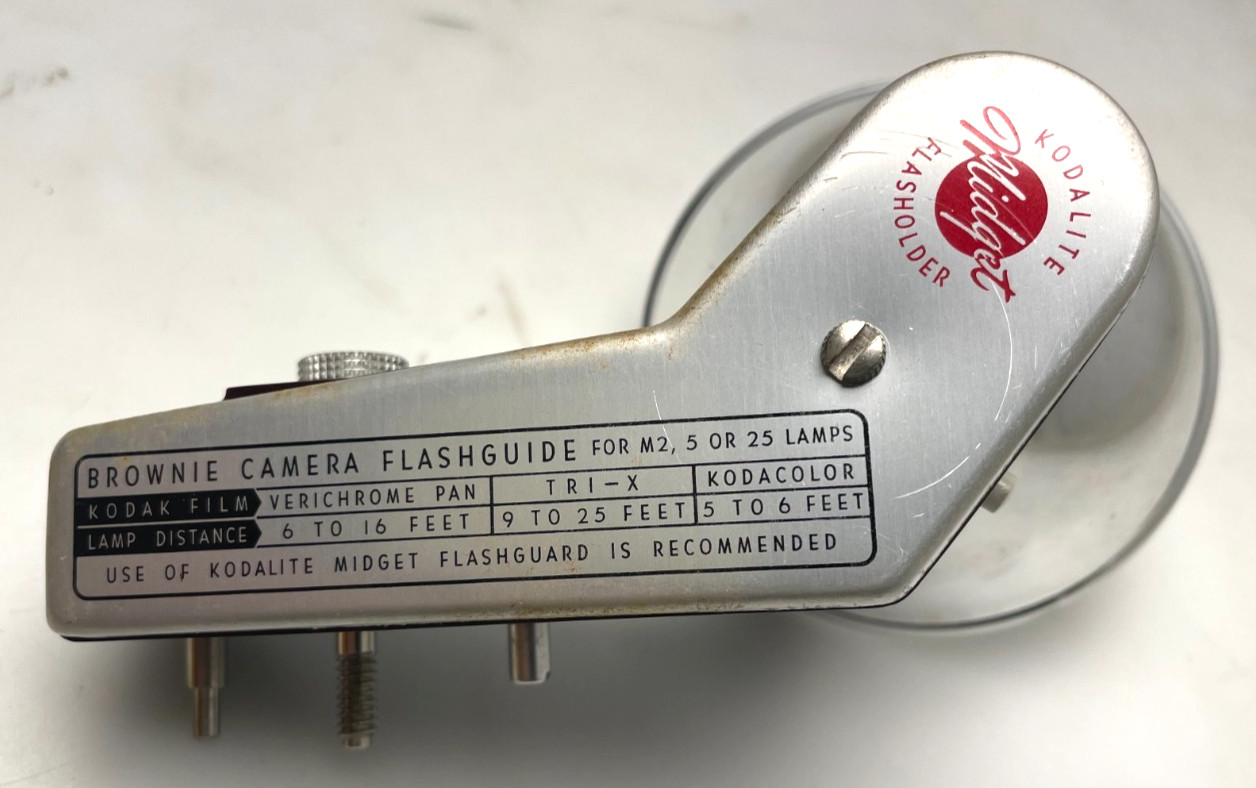 KODALITE
Midget
FLASHOLDER
BROWNIE CAMERA FLASHGUIDE FOR M2, 5 OR 25 LAMPS
KODAK FILM VERICHROME PAN TRI-X KODACOLOR
LAMP DISTANCE 6 TO 16 FEET 9 TO 25 FEET 5 TO 6 FEET
USE OF KODALITE MIDGET FLASHGUARD IS RECOMMENDED